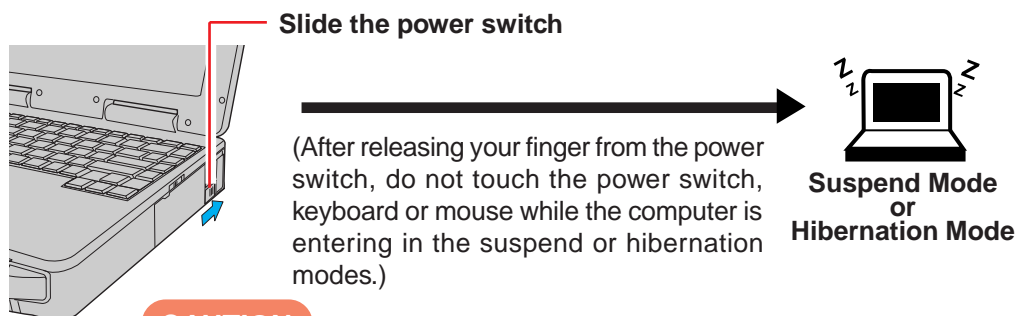 Slide the power switch
(After releasing your finger from the power
switch, do not touch the power switch,
keyboard or mouse while the computer is
entering in the suspend or hibernation
modes.)
Z
z
Z
z
Suspend Mode
or
Hibernation Mode
CAUTION